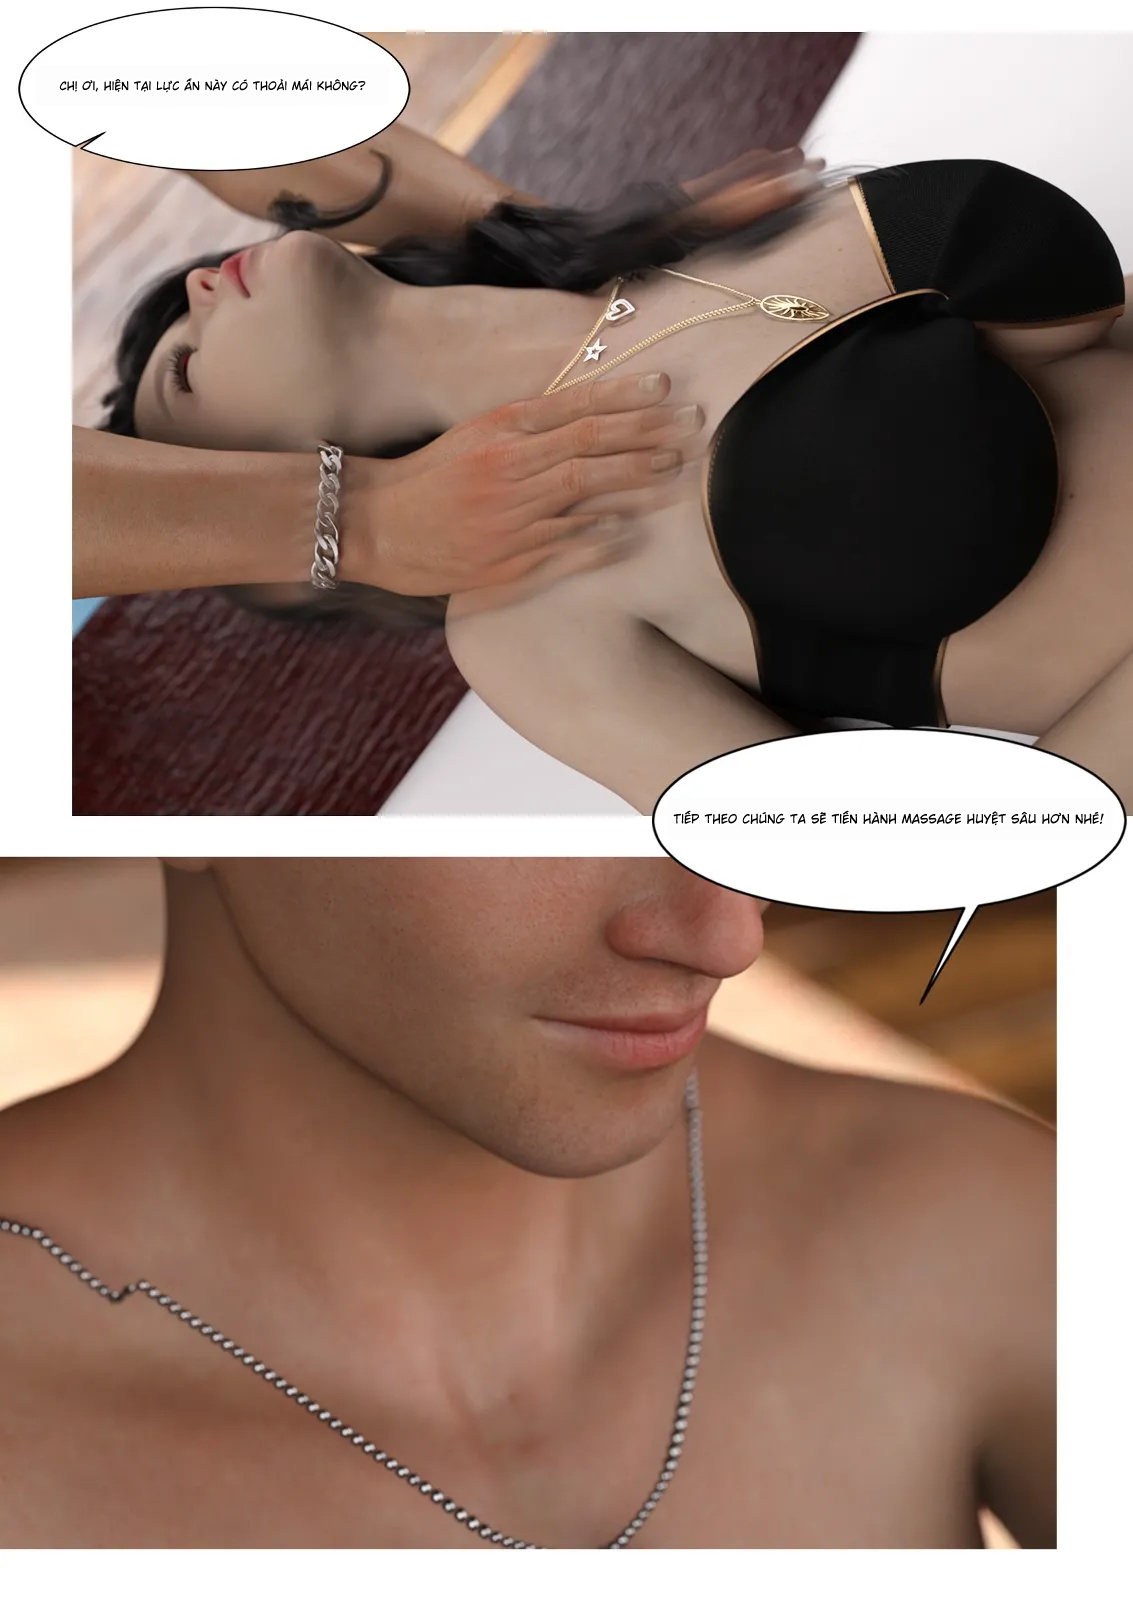 CHỊ ƠI, HIỆN TẠI LỰC ẤN NÀY CÓ THOẢI MÁI KHÔNG?
TIẾP THEO CHÚNG TA SẼ TIẾN HÀNH MASSAGE HUYỆT SÂU HƠN NHÉ!